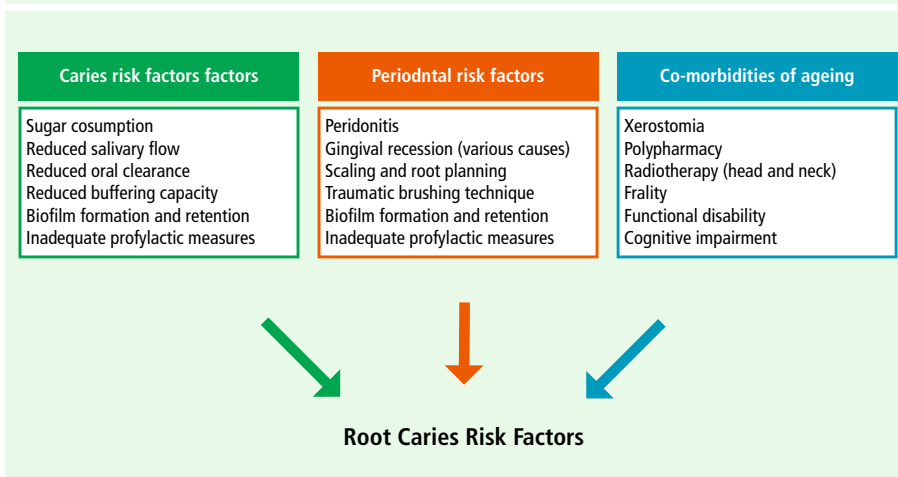 Caries risk factors factors
Sugar cosumption
Reduced salivary flow
Reduced oral clearance
Reduced buffering capacity
Biofilm formation and retention
Inadequate profylactic measures
Periodntal risk factors
Peridonitis
Gingival recession (various causes)
Scaling and root planning
Traumatic brushing technique
Biofilm formation and retention
Inadequate profylactic measures
Co-morbidities of ageing
Xerostomia
Polypharmacy
Radiotherapy (head and neck)
Frality
Functional disability
Cognitive impairment
Root Caries Risk Factors